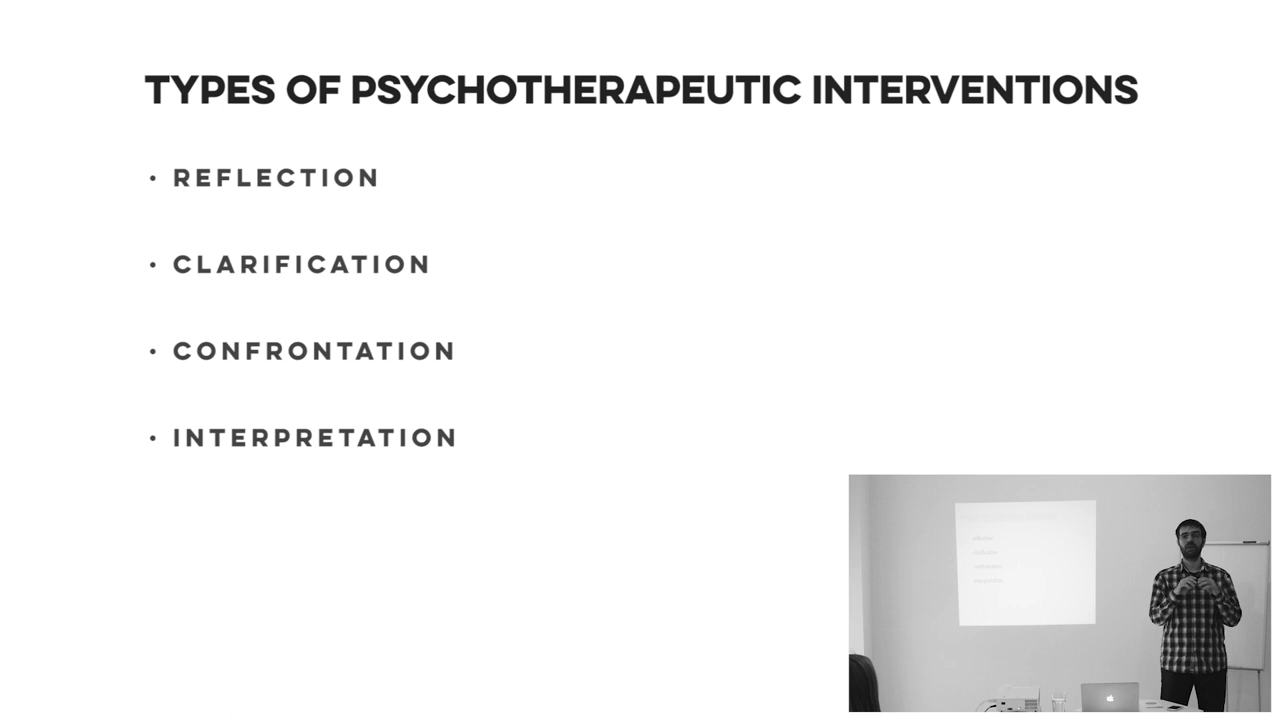 TYPES OF PSYCHOTHERAPEUTIC INTERVENTIONS
• REFLECTION
• CLARIFICATION
• CONFRONTATION
• INTERPRETATION